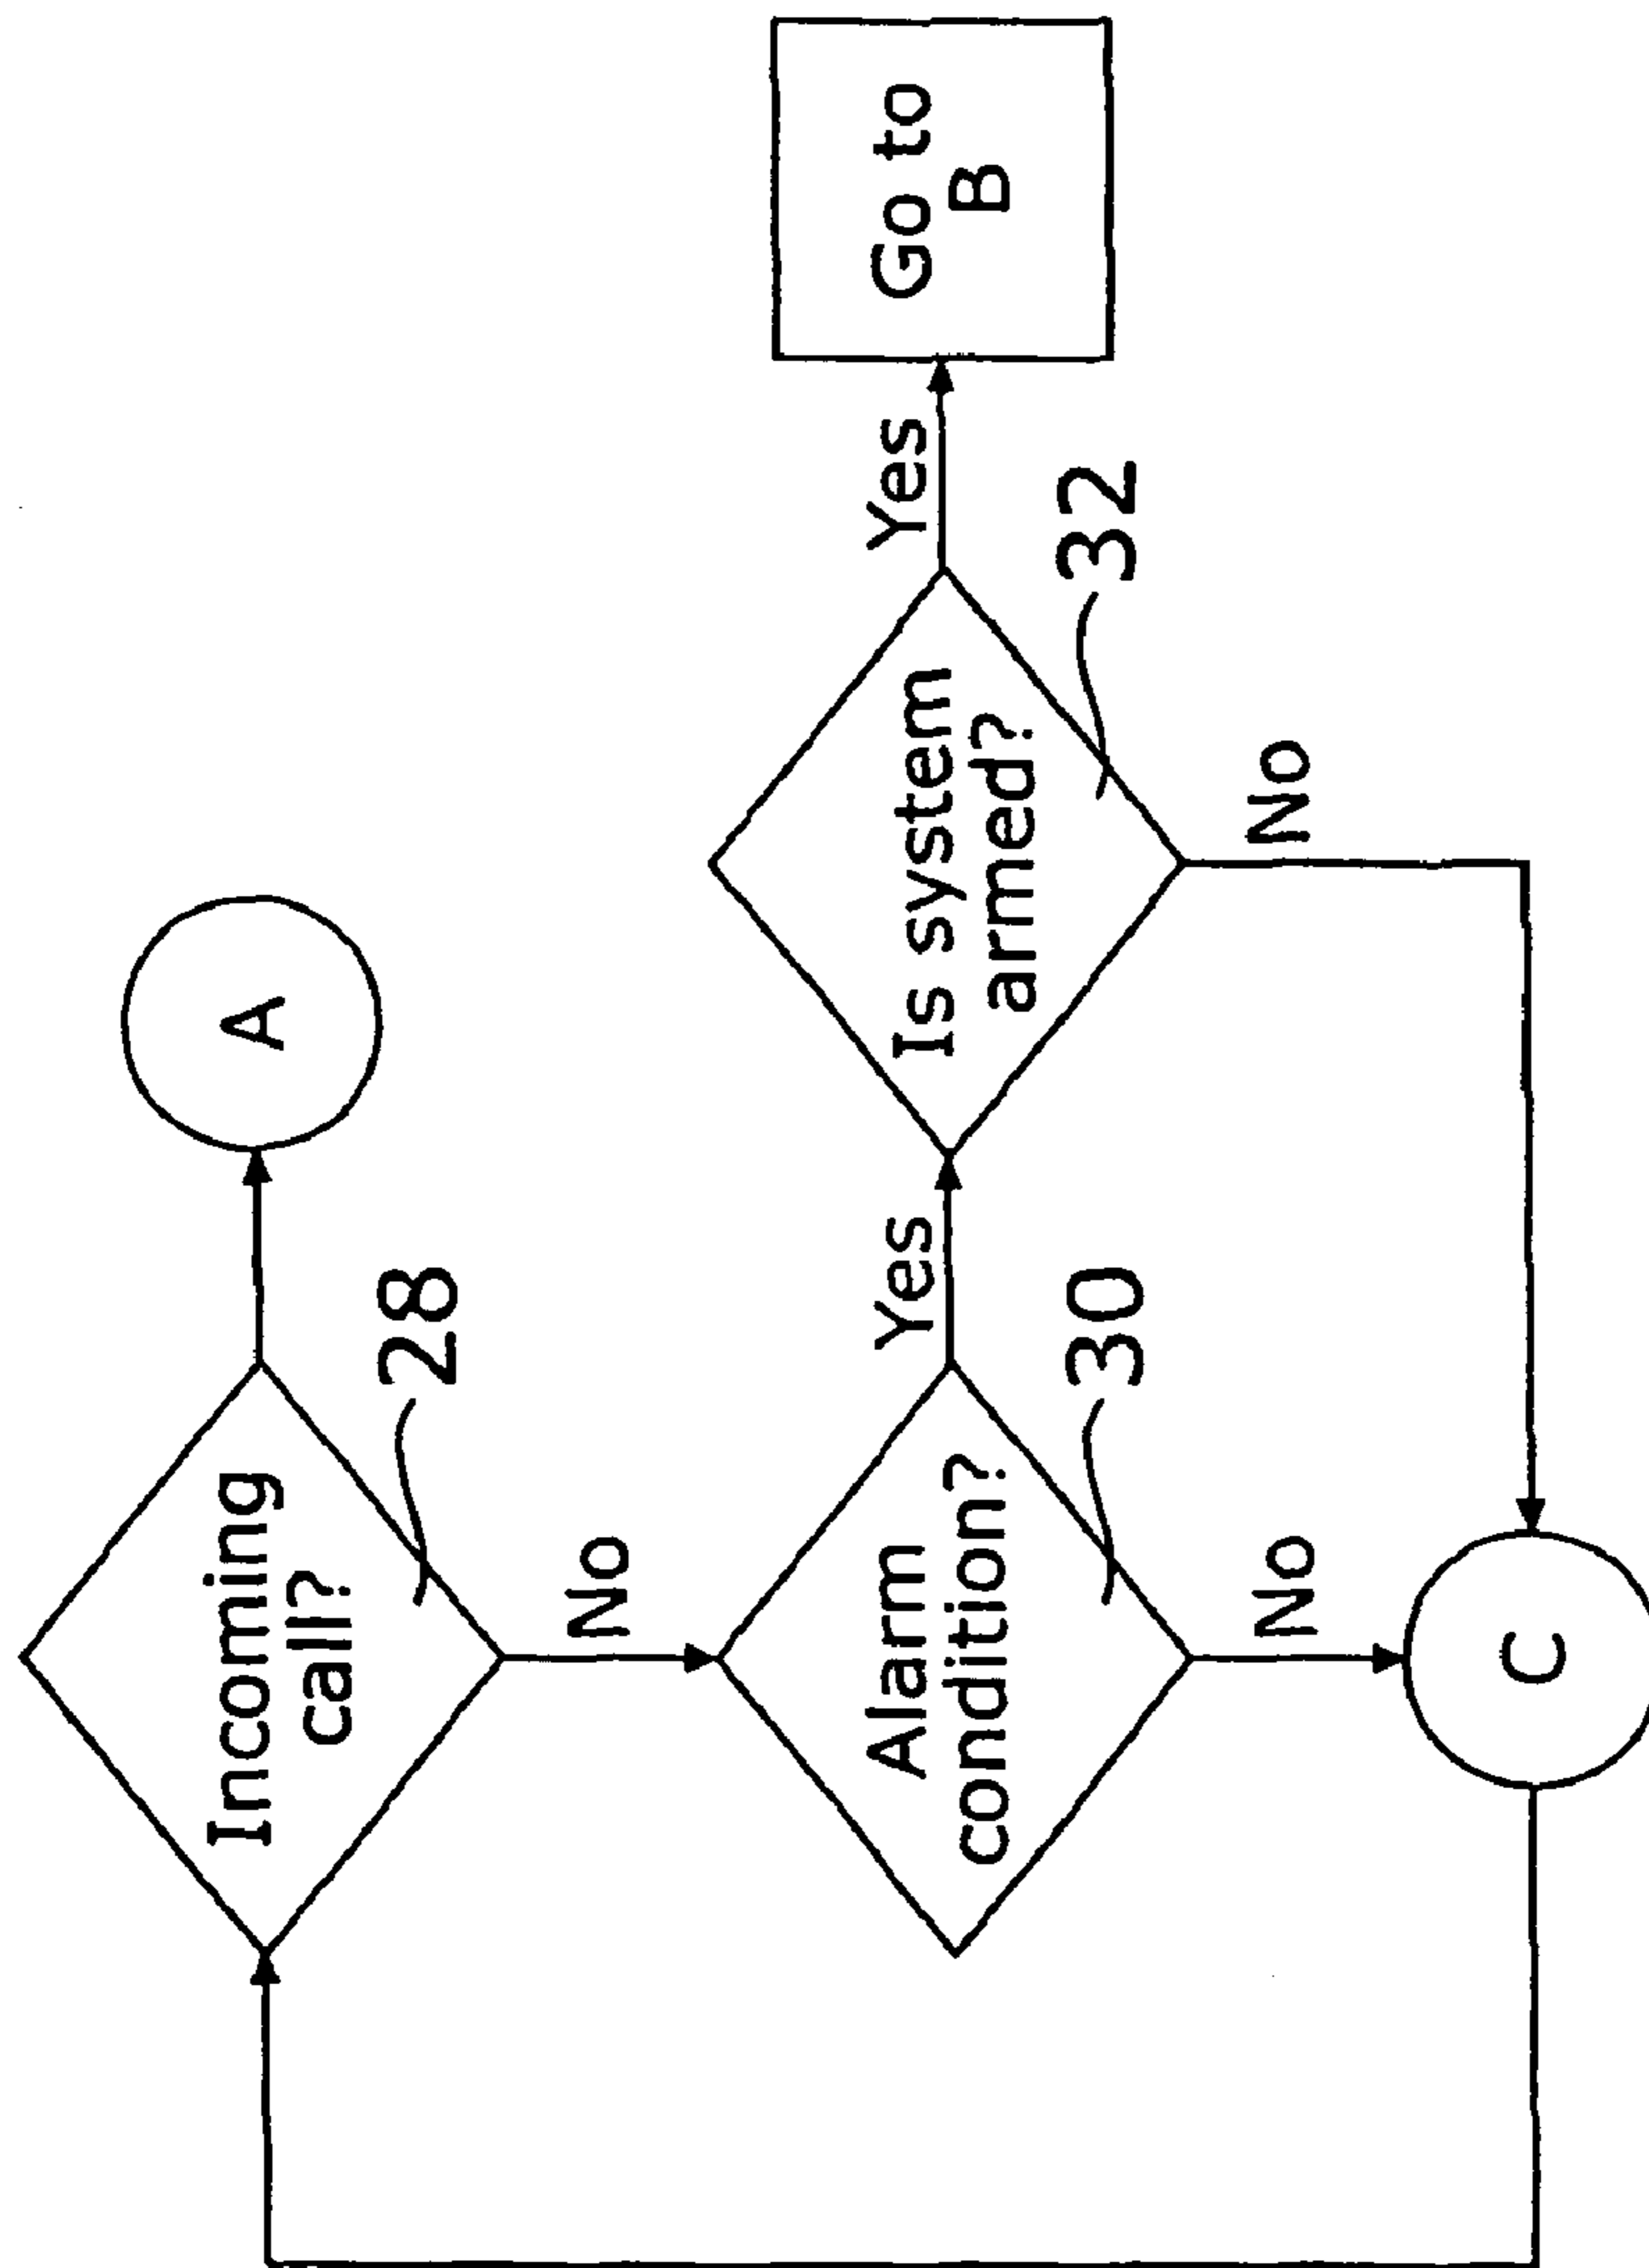 Incoming
call?
28
A
No
Alarm
condition?
30
Yes
Is system
armed?
32
Yes
Go to
B
No
No
C